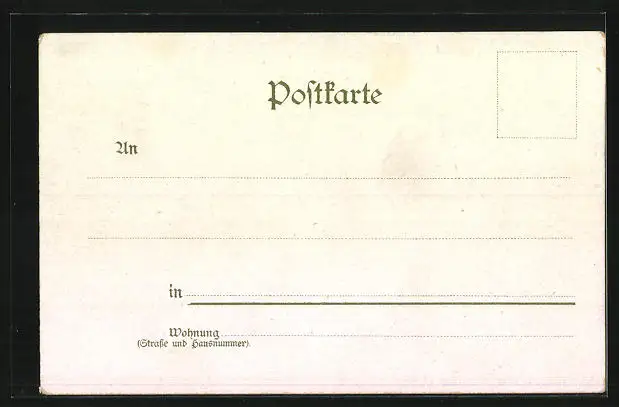 Poſtkarte
An
in
Wohnung
(Straße und Hausnummer).